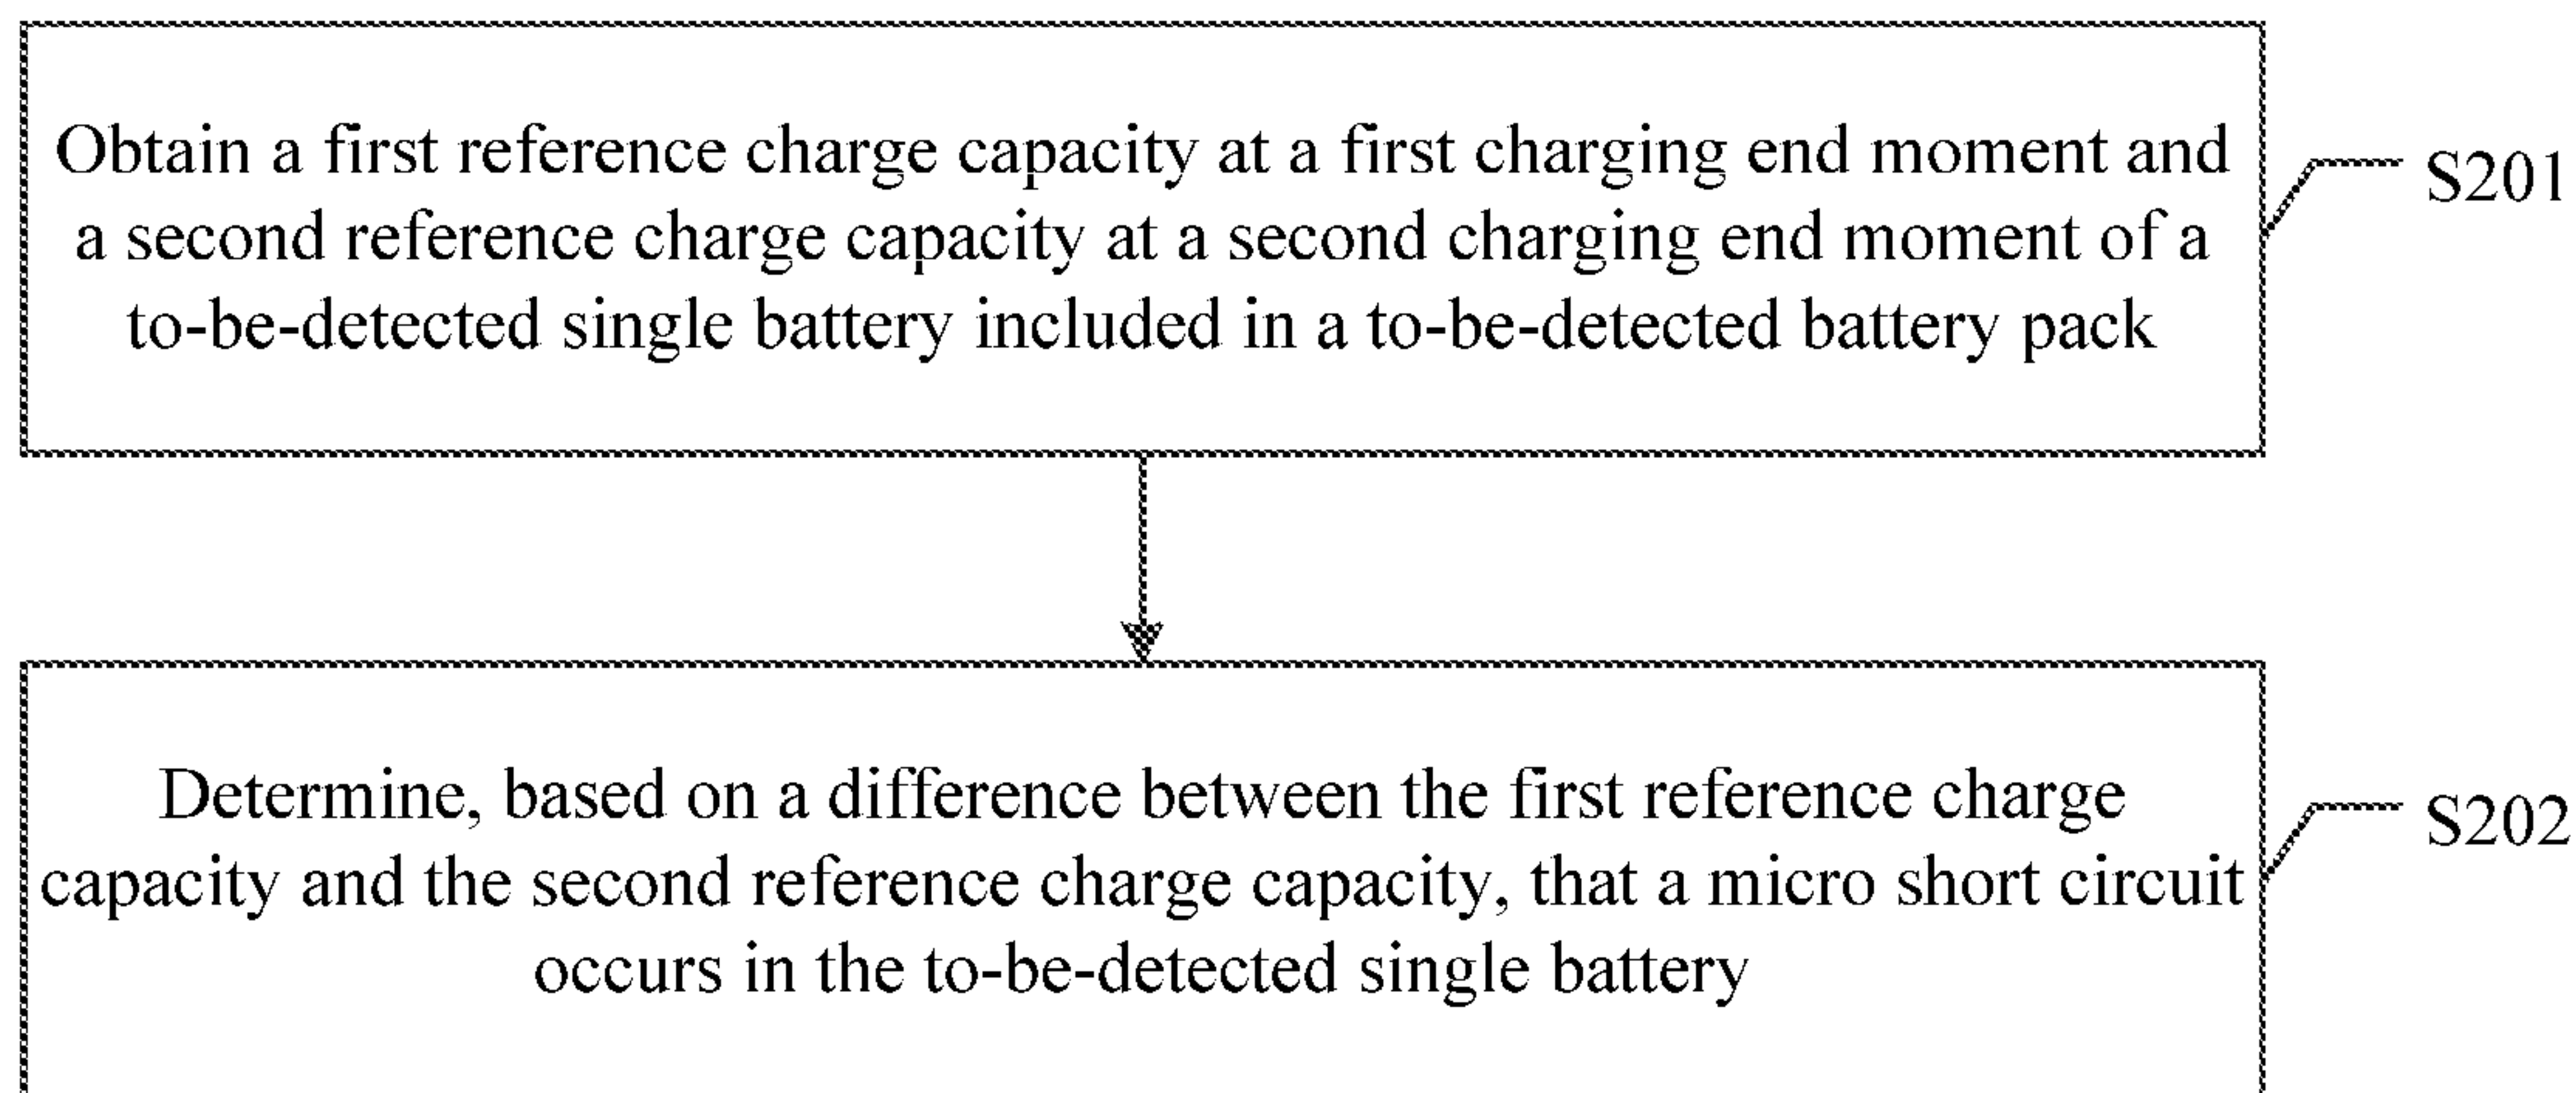 Obtain a first reference charge capacity at a first charging end moment and
a second reference charge capacity at a second charging end moment of a
to-be-detected single battery included in a to-be-detected battery pack
S201
Determine, based on a difference between the first reference charge
capacity and the second reference charge capacity, that a micro short circuit
occurs in the to-be-detected single battery
S202